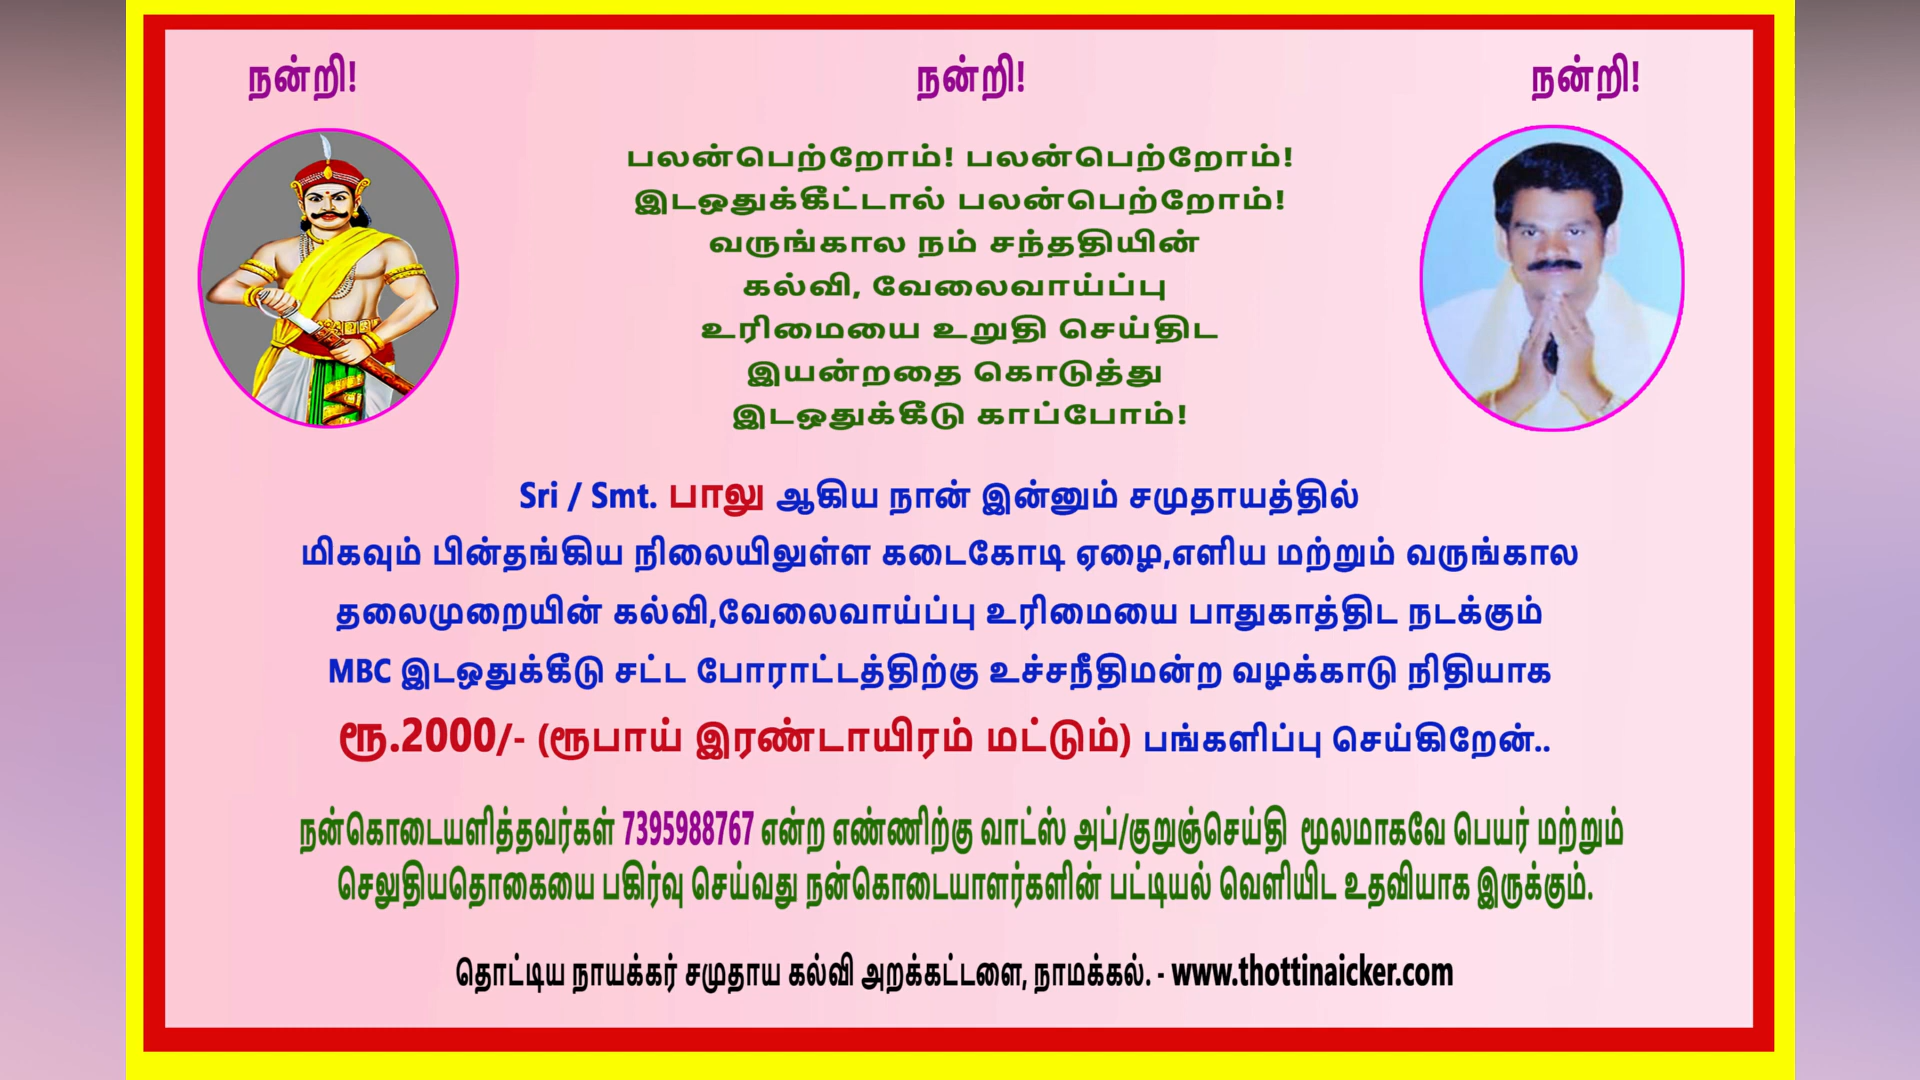 நன்றி! நன்றி! நன்றி!
பலன்பெற்றோம்! பலன்பெற்றோம்!
இடஒதுக்கீட்டால் பலன்பெற்றோம்!
வருங்கால நம் சந்ததியின்
கல்வி, வேலைவாய்ப்பு
உரிமையை உறுதி செய்திட
இயன்றதை கொடுத்து
இடஒதுக்கீடு காப்போம்!
Sri / Smt. பாலு ஆகிய நான் இன்னும் சமுதாயத்தில்
மிகவும் பின்தங்கிய நிலையிலுள்ள கடைகோடி ஏழை,எளிய மற்றும் வருங்கால
தலைமுறையின் கல்வி,வேலைவாய்ப்பு உரிமையை பாதுகாத்திட நடக்கும்
MBC இடஒதுக்கீடு சட்ட போராட்டத்திற்கு உச்சநீதிமன்ற வழக்காடு நிதியாக
ரூ.2000/- (ரூபாய் இரண்டாயிரம் மட்டும்) பங்களிப்பு செய்கிறேன்..
நன்கொடையளித்தவர்கள் 7395988767 என்ற எண்ணிற்கு வாட்ஸ் அப்/குறுஞ்செய்தி மூலமாகவே பெயர் மற்றும்
செலுதியதொகையை பகிர்வு செய்வது நன்கொடையாளர்களின் பட்டியல் வெளியிட உதவியாக இருக்கும்.
தொட்டிய நாயக்கர் சமுதாய கல்வி அறக்கட்டளை, நாமக்கல். - www.thottinaicker.com